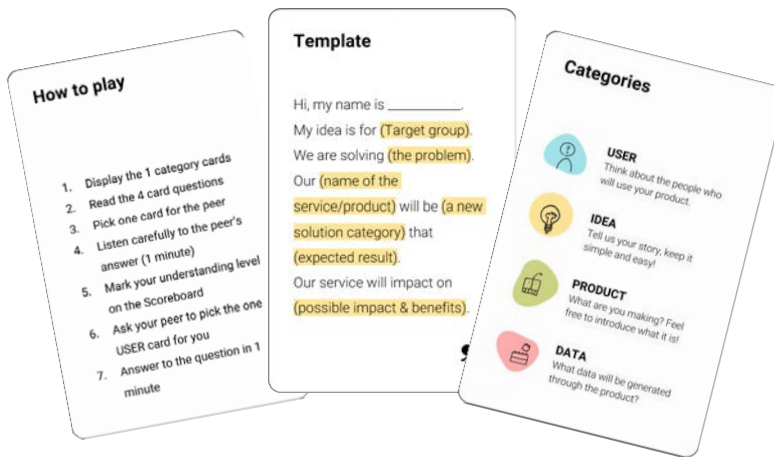 How to play
1. Display the 1 category cards
2. Read the 4 card questions
3. Pick one card for the peer
4. Listen carefully to the peer's
answer (1 minute)
5. Mark your understanding level
on the Scoreboard
6. Ask your peer to pick the one
USER card for you
7. Answer to the question in 1
minute
Template
Hi, my name is __________.
My idea is for (Target group).
We are solving (the problem).
Our (name of the
service/product) will be (a new
solution category) that
(expected result).
Our service will impact on
(possible impact & benefits).
Categories
USER
Think about the people who
will use your product.
IDEA
Tell us your story, keep it
simple and easy!
PRODUCT
What are you making? Feel
free to introduce what it is!
DATA
What data will be generated
through the product?